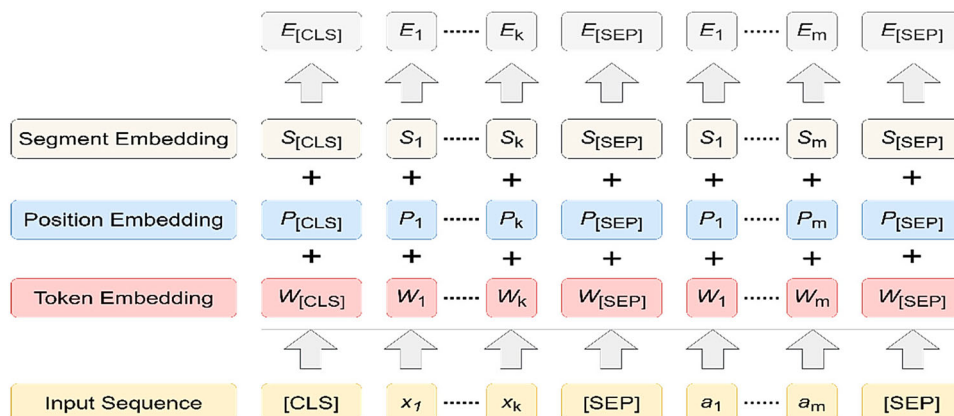 E[CLS] E1 ······ Ek E[SEP] E1 ······ Em E[SEP]
Segment Embedding S[CLS] S1 ······ Sk S[SEP] S1 ······ Sm S[SEP]
+ + + + + + +
Position Embedding P[CLS] P1 ······ Pk P[SEP] P1 ······ Pm P[SEP]
+ + + + + + +
Token Embedding W[CLS] W1 ······ Wk W[SEP] W1 ······ Wm W[SEP]
Input Sequence [CLS] x1 ······ xk [SEP] a1 ······ am [SEP]